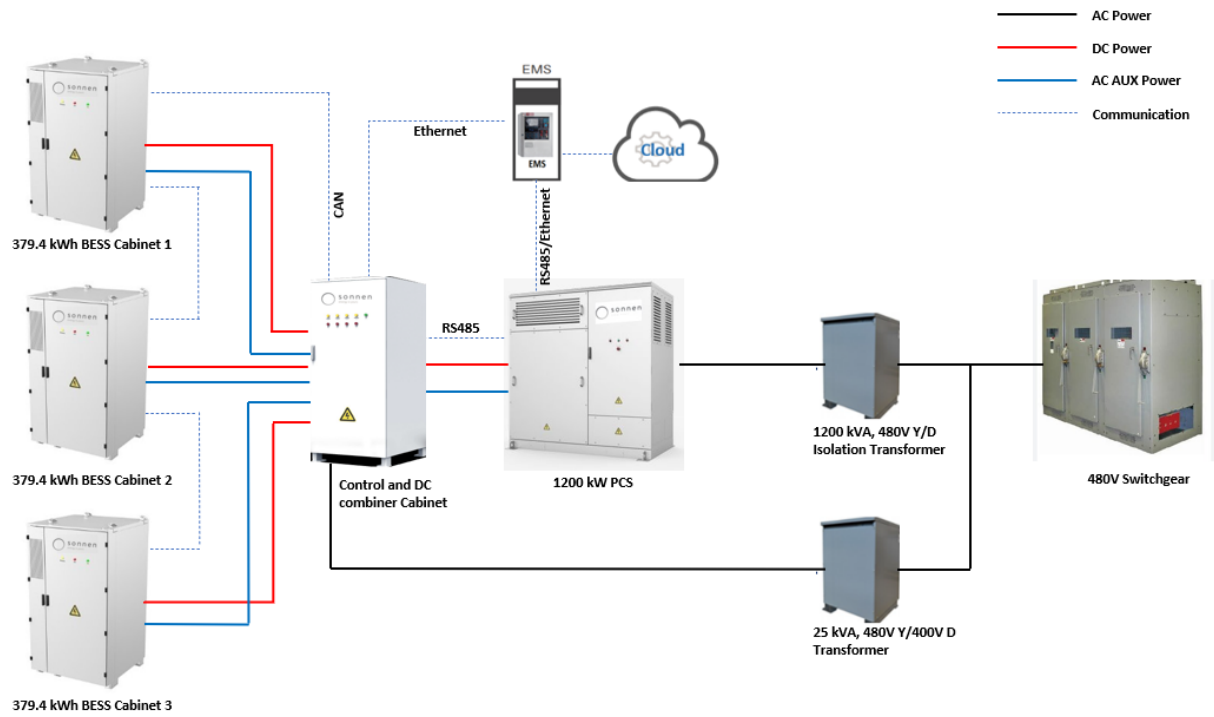 AC Power
DC Power
AC AUX Power
Communication
sonnen
379.4 kWh BESS Cabinet 1
sonnen
379.4 kWh BESS Cabinet 2
sonnen
379.4 kWh BESS Cabinet 3
CAN
Ethernet
EMS
EMS
Cloud
RS485/Ethernet
sonnen
RS485
Control and DC
combiner Cabinet
sonnen
1200 kW PCS
1200 kVA, 480V Y/D
Isolation Transformer
25 kVA, 480V Y/400V D
Transformer
480V Switchgear